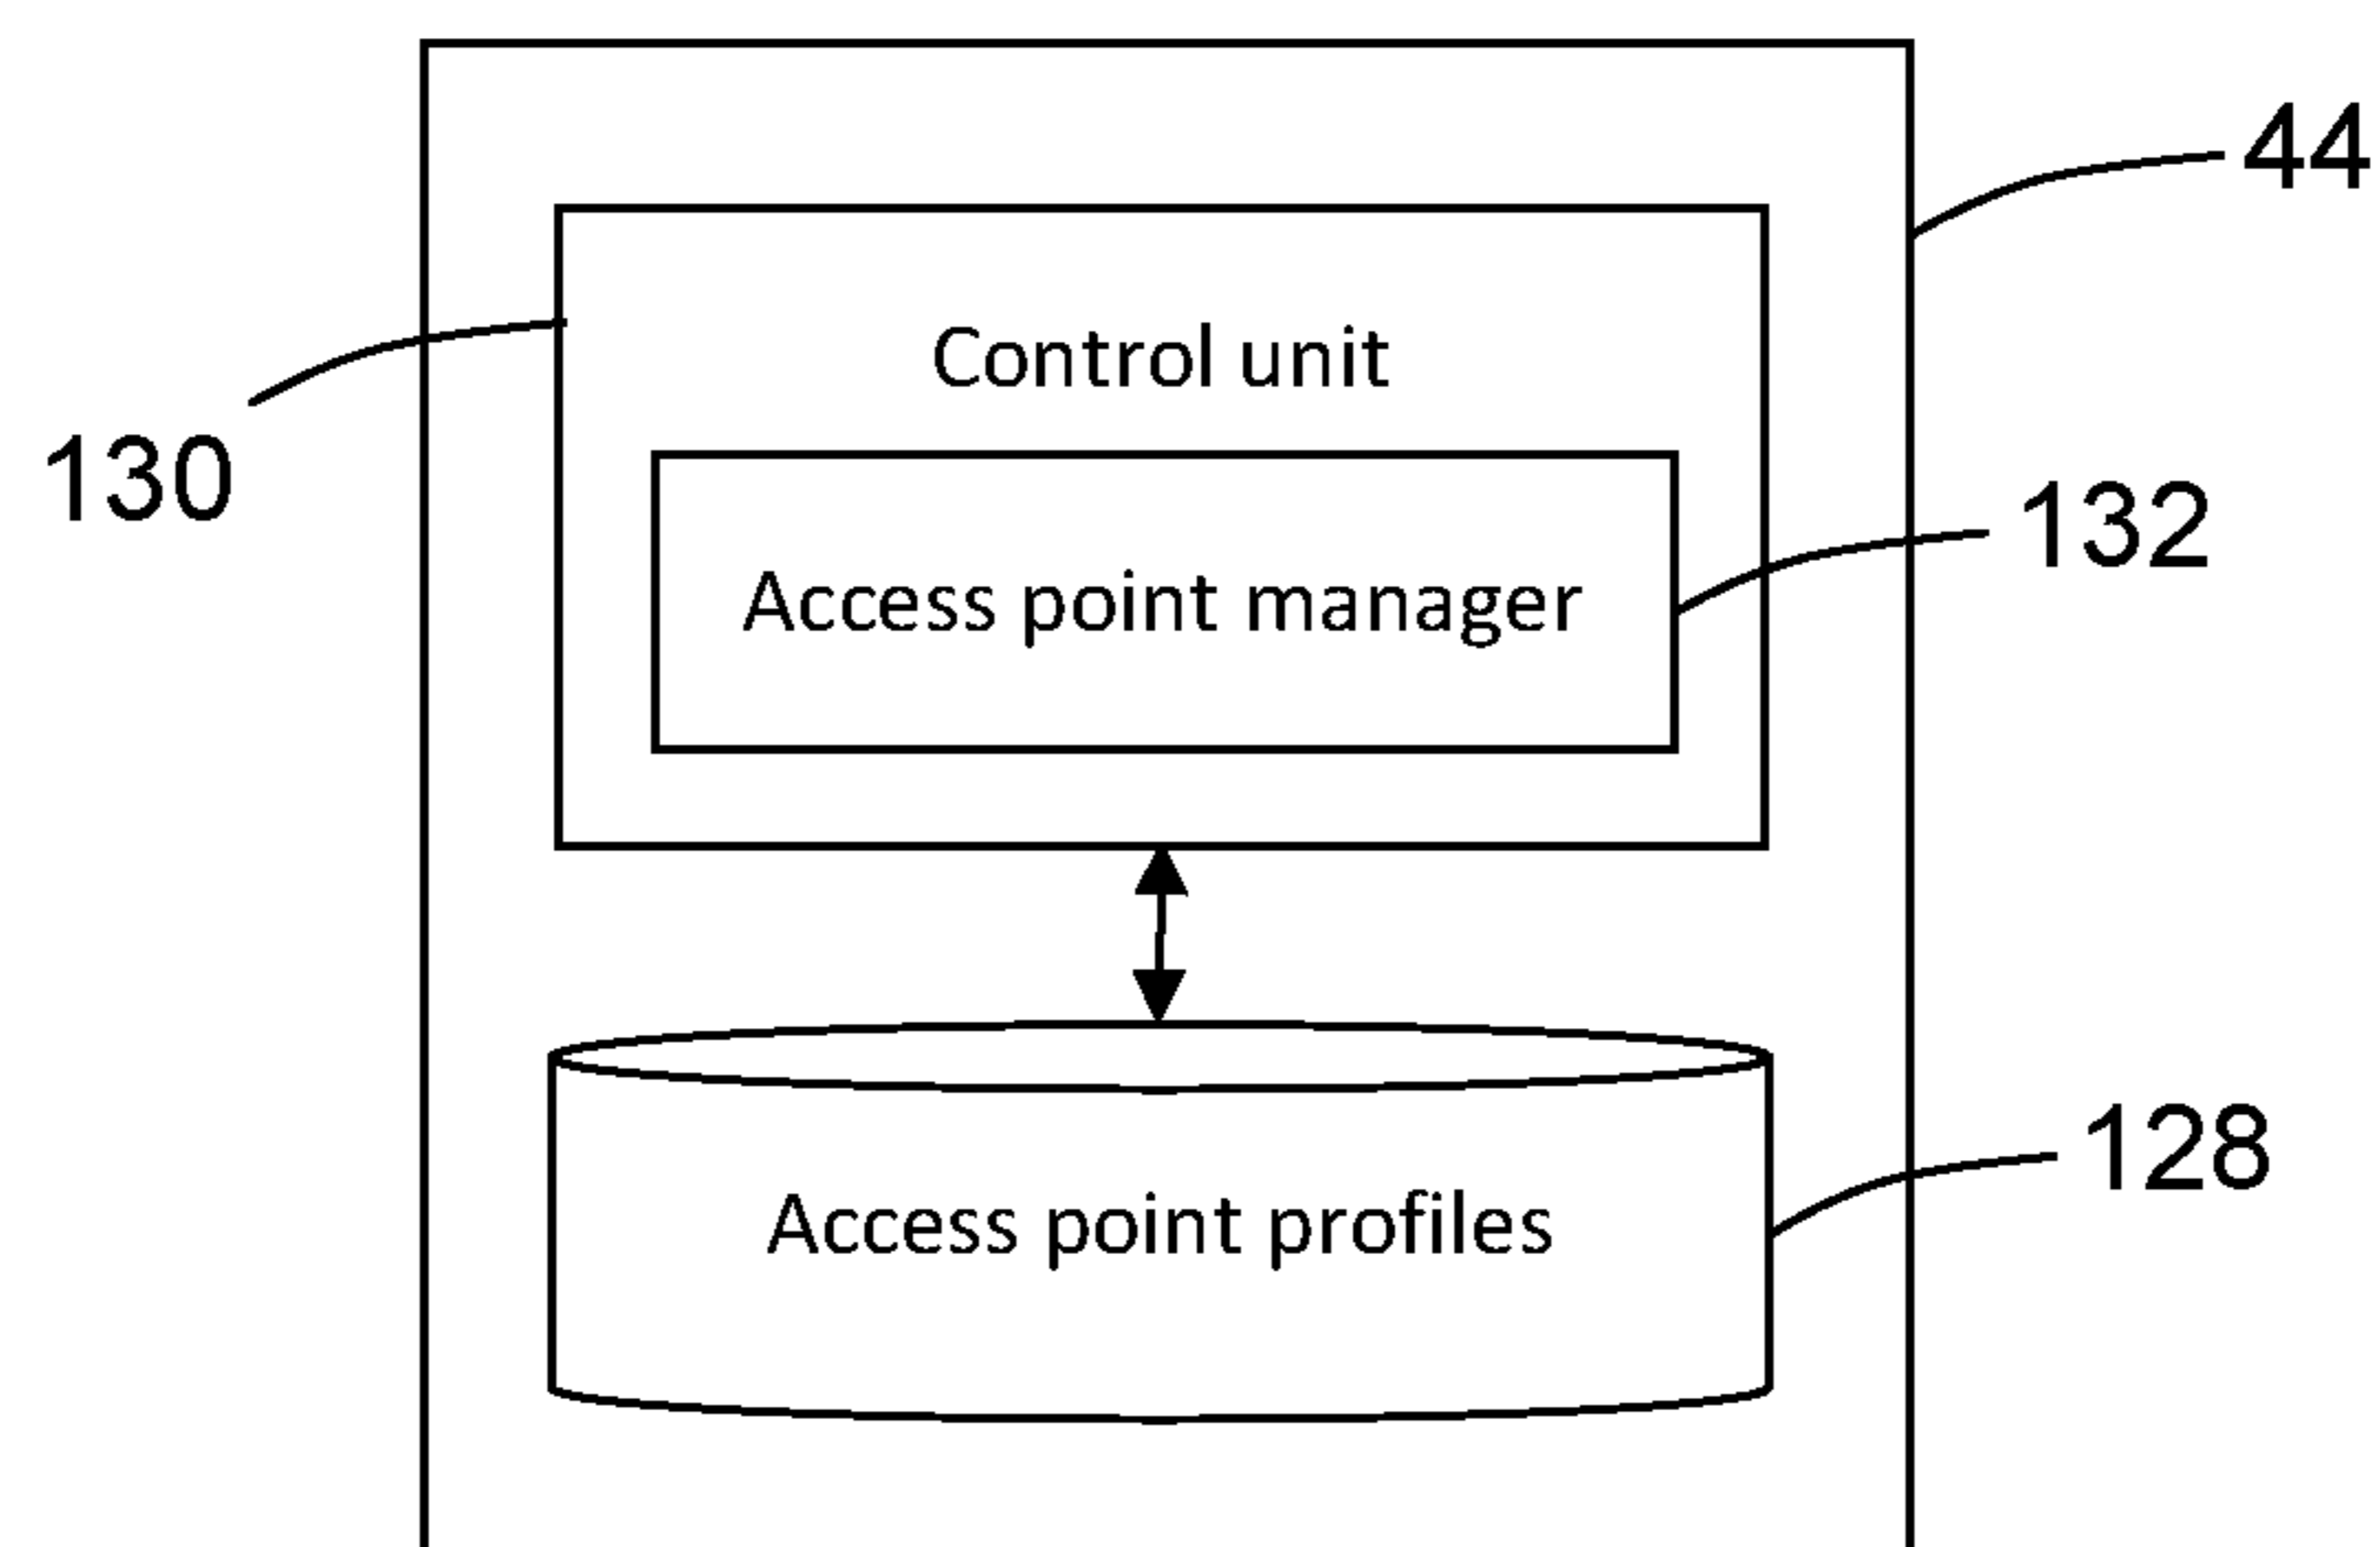 44
Control unit
130
132
Access point manager
128
Access point profiles